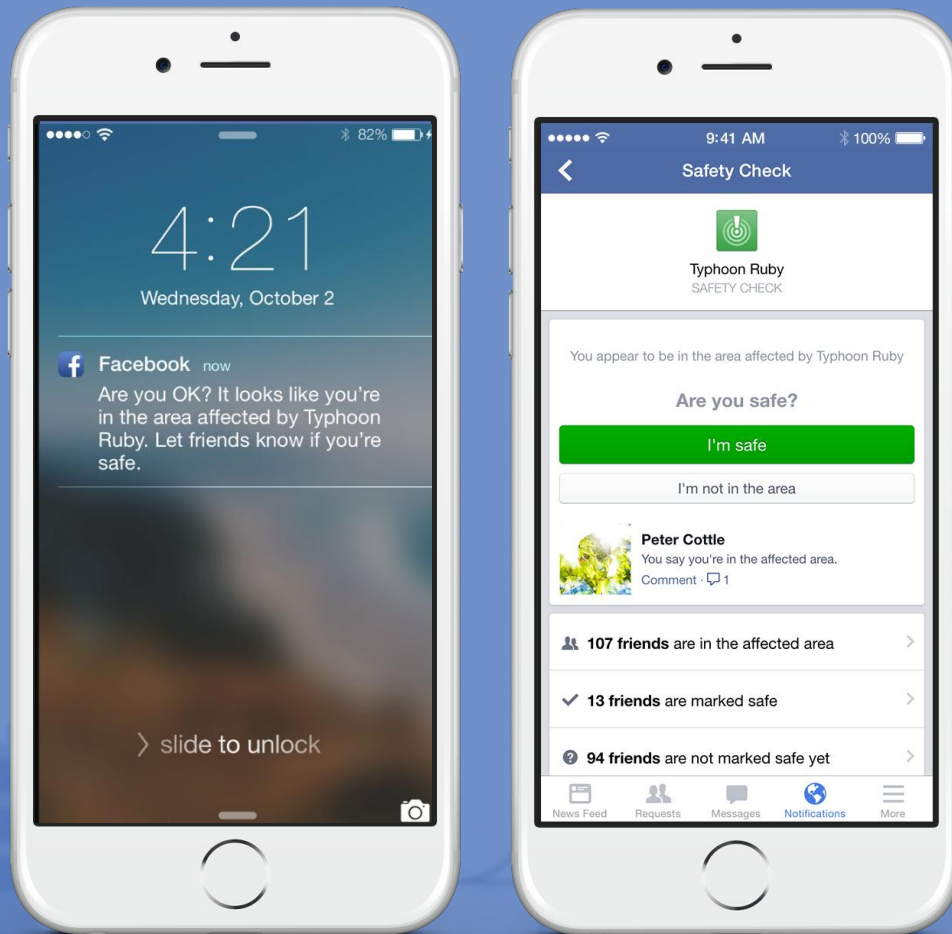 82%
4:21
Wednesday, October 2
Facebook now
Are you OK? It looks like you're
in the area affected by Typhoon
Ruby. Let friends know if you're
safe.
> slide to unlock
9:41 AM
100%
Safety Check
Typhoon Ruby
SAFETY CHECK
You appear to be in the area affected by Typhoon Ruby
Are you safe?
I'm safe
I'm not in the area
Peter Cottle
You say you're in the affected area.
Comment · 1
107 friends are in the affected area
13 friends are marked safe
94 friends are not marked safe yet
News Feed
Requests
Messages
Notifications
More